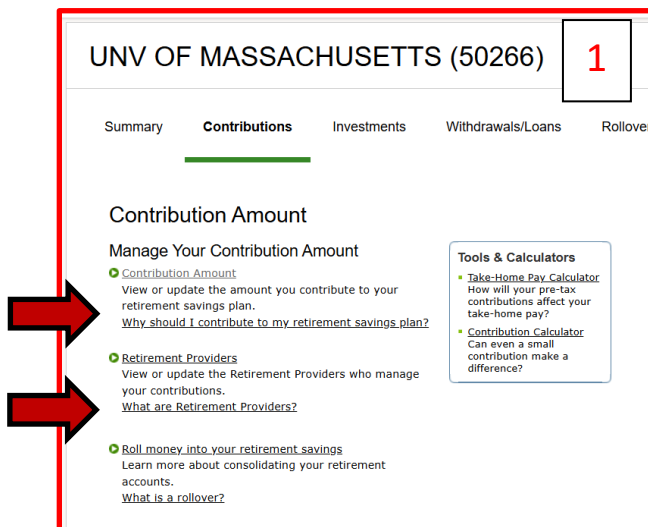 UNV OF MASSACHUSETTS (50266)
1
Summary Contributions Investments Withdrawals/Loans Rollover
Contribution Amount
Manage Your Contribution Amount
Contribution Amount
View or update the amount you contribute to your
retirement savings plan.
Why should I contribute to my retirement savings plan?
Retirement Providers
View or update the Retirement Providers who manage
your contributions.
What are Retirement Providers?
Roll money into your retirement savings
Learn more about consolidating your retirement
accounts.
What is a rollover?
Tools & Calculators
Take-Home Pay Calculator
How will your pre-tax
contributions affect your
take-home pay?
Contribution Calculator
Can even a small
contribution make a
difference?